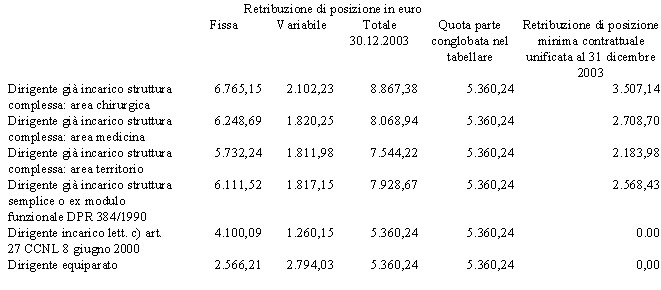 Retribuzione di posizione in euro
Fissa Variabile Totale 30.12.2003 Quota parte conglobata nel tabellare Retribuzione di posizione minima contrattuale unificata al 31 dicembre 2003
Dirigente già incarico struttura complessa: area chirurgica 6.765,15 2.102,23 8.867,38 5.360,24 3.507,14
Dirigente già incarico struttura complessa: area medicina 6.248,69 1.820,25 8.068,94 5.360,24 2.708,70
Dirigente già incarico struttura complessa: area territorio 5.732,24 1.811,98 7.544,22 5.360,24 2.183,98
Dirigente già incarico struttura semplice o ex modulo funzionale DPR 384/1990 6.111,52 1.817,15 7.928,67 5.360,24 2.568,43
Dirigente incarico lett. c) art. 27 CCNL 8 giugno 2000 4.100,09 1.260,15 5.360,24 5.360,24 0.00
Dirigente equiparato 2.566,21 2.794,03 5.360,24 5.360,24 0,00